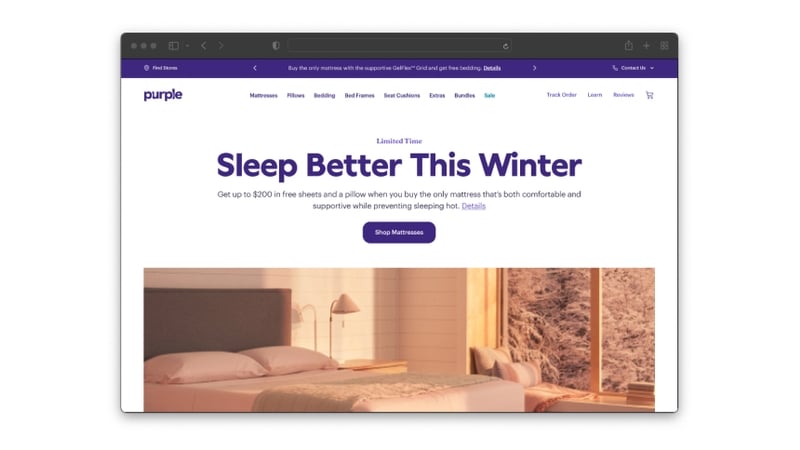 Find Stores
Buy the only mattress with the supportive GelFlex™ Grid and get free bedding. Details
Contact Us
purple
Mattresses Pillows Bedding Bed Frames Seat Cushions Extras Bundles Sale
Track Order Learn Reviews
Limited Time
Sleep Better This Winter
Get up to $200 in free sheets and a pillow when you buy the only mattress that's both comfortable and
supportive while preventing sleeping hot. Details
Shop Mattresses